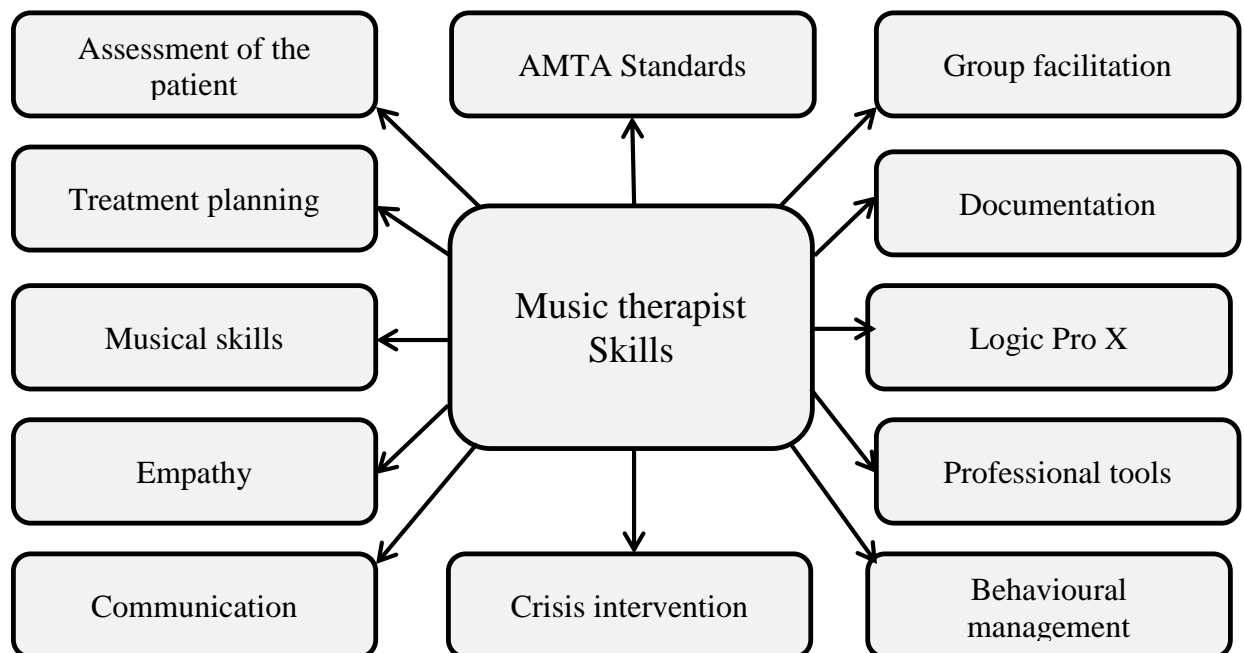 Assessment of the
patient
AMTA Standards
Group facilitation
Treatment planning
Documentation
Music therapist
Skills
Musical skills
Logic Pro X
Empathy
Professional tools
Communication
Crisis intervention
Behavioural
management